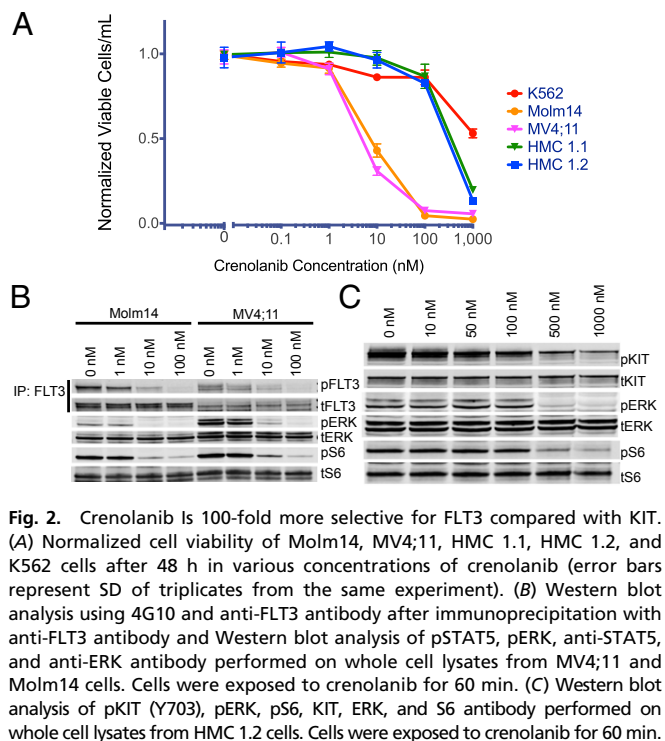 A
Normalized Viable Cells/mL
1.0
0.5
0.0
0 0.1 1 10 100 1,000
Crenolanib Concentration (nM)
K562
Molm14
MV4;11
HMC 1.1
HMC 1.2
B
Molm14 MV4;11
0 nM 1 nM 10 nM 100 nM 0 nM 1 nM 10 nM 100 nM
IP: FLT3
pFLT3
tFLT3
pERK
tERK
pS6
tS6
C
0 nM 10 nM 50 nM 100 nM 500 nM 1000 nM
pKIT
tKIT
pERK
tERK
pS6
tS6
Fig. 2. Crenolanib Is 100-fold more selective for FLT3 compared with KIT.
(A) Normalized cell viability of Molm14, MV4;11, HMC 1.1, HMC 1.2, and
K562 cells after 48 h in various concentrations of crenolanib (error bars
represent SD of triplicates from the same experiment). (B) Western blot
analysis using 4G10 and anti-FLT3 antibody after immunoprecipitation with
anti-FLT3 antibody and Western blot analysis of pSTAT5, pERK, anti-STAT5,
and anti-ERK antibody performed on whole cell lysates from MV4;11 and
Molm14 cells. Cells were exposed to crenolanib for 60 min. (C) Western blot
analysis of pKIT (Y703), pERK, pS6, KIT, ERK, and S6 antibody performed on
whole cell lysates from HMC 1.2 cells. Cells were exposed to crenolanib for 60 min.